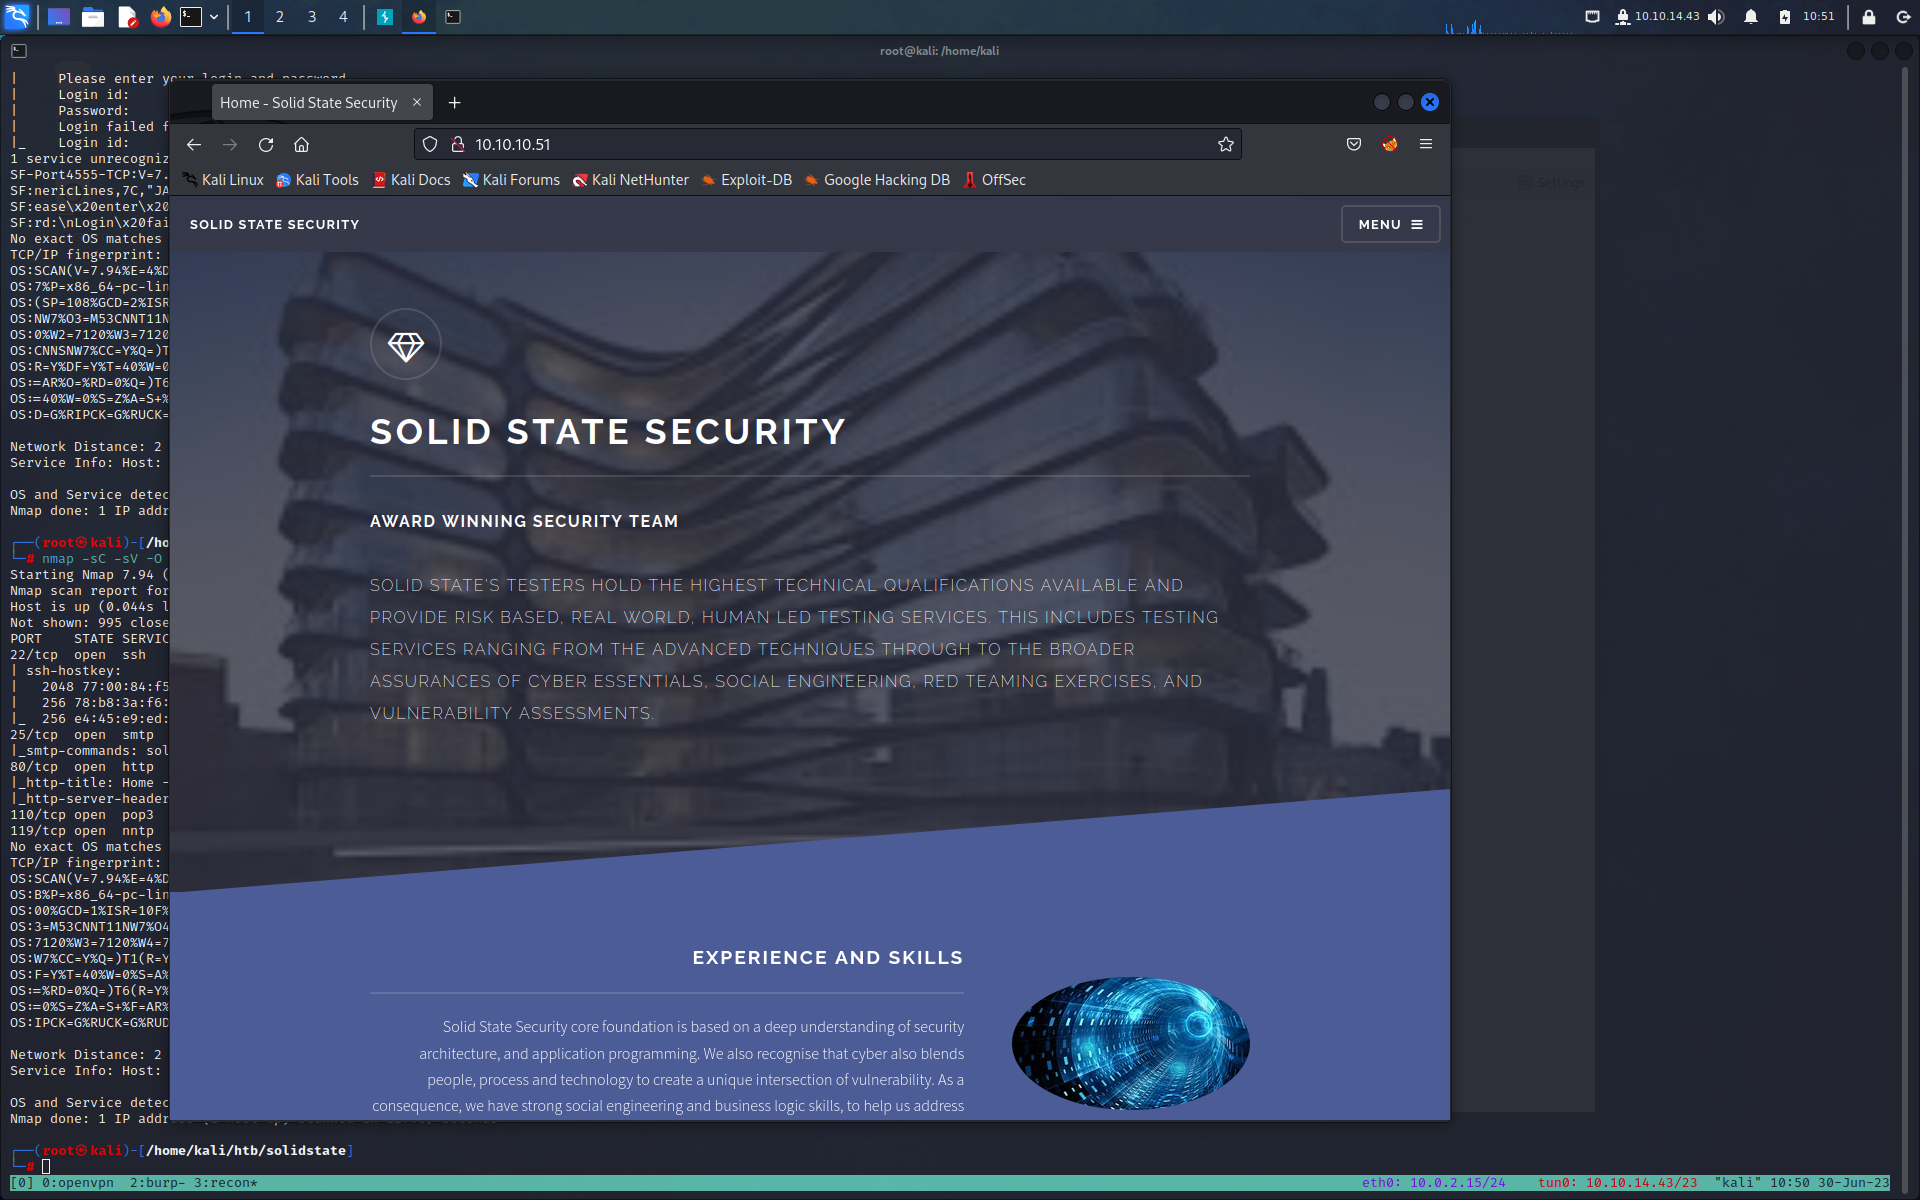 1 2 3 4
10.10.14.43
10:51
root@kali: /home/kali
| Please enter your login and password
| Login id:
| Password:
| Login failed f
|_ Login id:
1 service unrecogniz
SF-Port4555-TCP:V=7.
SF:nericLines,7C,"JA
SF:ease\x20enter\x20
SF:rd:\nLogin\x20fai
No exact OS matches
TCP/IP fingerprint:
OS:SCAN(V=7.94%E=4%D
OS:7%P=x86_64-pc-lin
OS:(SP=108%GCD=2%ISR
OS:NW7%O3=M53CNNT11N
OS:0%W2=7120%W3=7120
OS:CNNSNW7%CC=Y%Q=)T
OS:R=Y%DF=Y%T=40%W=0
OS:=AR%O=%RD=0%Q=)T6
OS:=40%W=0%S=Z%A=S+%
OS:D=G%RIPCK=G%RUCK=
Network Distance: 2
Service Info: Host:
OS and Service detec
Nmap done: 1 IP addr
(root㉿kali)-[/ho
# nmap -sC -sV -O
Starting Nmap 7.94 (
Nmap scan report for
Host is up (0.044s l
Not shown: 995 close
PORT STATE SERVIC
22/tcp open ssh
| ssh-hostkey:
| 2048 77:00:84:f5
| 256 78:b8:3a:f6:
|_ 256 e4:45:e9:ed:
25/tcp open smtp
|_smtp-commands: sol
80/tcp open http
|_http-title: Home -
|_http-server-header
110/tcp open pop3
119/tcp open nntp
No exact OS matches
TCP/IP fingerprint:
OS:SCAN(V=7.94%E=4%D
OS:B%P=x86_64-pc-lin
OS:00%GCD=1%ISR=10F%
OS:3=M53CNNT11NW7%O4
OS:7120%W3=7120%W4=7
OS:W7%CC=Y%Q=)T1(R=Y
OS:F=Y%T=40%W=0%S=A%
OS:=%RD=0%Q=)T6(R=Y%
OS:=0%S=Z%A=S+%F=AR%
OS:IPCK=G%RUCK=G%RUD
Network Distance: 2
Service Info: Host:
OS and Service detec
Nmap done: 1 IP addr
(root㉿kali)-[/home/kali/htb/solidstate]
#
[0] 0:openvpn 2:burp- 3:recon*
eth0: 10.0.2.15/24 tun0: 10.10.14.43/23 "kali" 10:50 30-Jun-23
Home - Solid State Security
10.10.10.51
Kali Linux Kali Tools Kali Docs Kali Forums Kali NetHunter Exploit-DB Google Hacking DB OffSec
Settings
SOLID STATE SECURITY
MENU
SOLID STATE SECURITY
AWARD WINNING SECURITY TEAM
SOLID STATE'S TESTERS HOLD THE HIGHEST TECHNICAL QUALIFICATIONS AVAILABLE AND
PROVIDE RISK BASED, REAL WORLD, HUMAN LED TESTING SERVICES. THIS INCLUDES TESTING
SERVICES RANGING FROM THE ADVANCED TECHNIQUES THROUGH TO THE BROADER
ASSURANCES OF CYBER ESSENTIALS, SOCIAL ENGINEERING, RED TEAMING EXERCISES, AND
VULNERABILITY ASSESSMENTS.
EXPERIENCE AND SKILLS
Solid State Security core foundation is based on a deep understanding of security
architecture, and application programming. We also recognise that cyber also blends
people, process and technology to create a unique intersection of vulnerability. As a
consequence, we have strong social engineering and business logic skills, to help us address